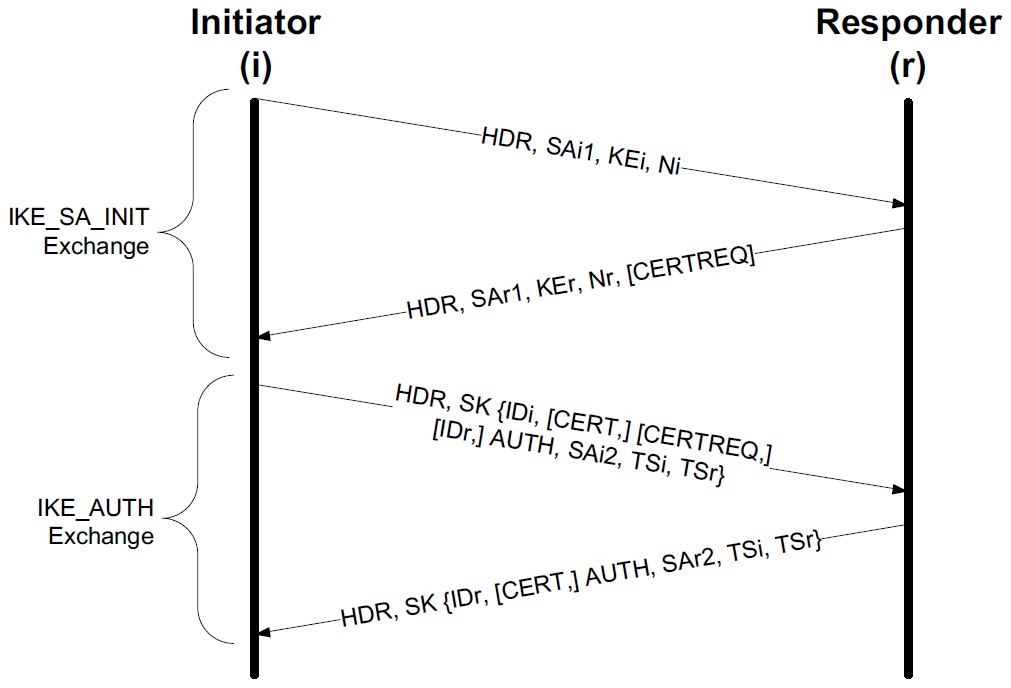 Initiator
(i)
Responder
(r)
HDR, SAi1, KEi, Ni
IKE_SA_INIT
Exchange
HDR, SAr1, KEr, Nr, [CERTREQ]
HDR, SK {IDi, [CERT,] [CERTREQ,]
[IDr,] AUTH, SAi2, TSi, TSr}
IKE_AUTH
Exchange
HDR, SK {IDr, [CERT,] AUTH, SAr2, TSi, TSr}